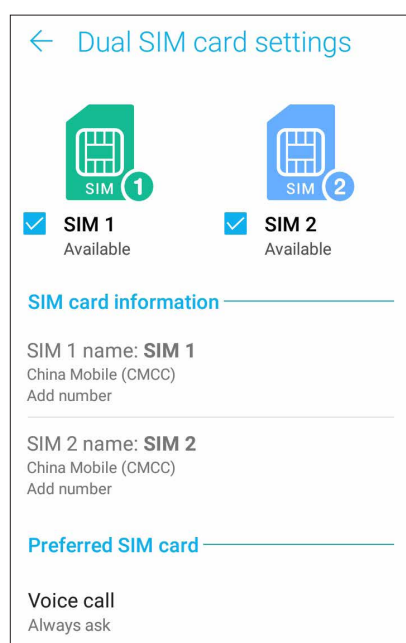 Dual SIM card settings
SIM 1
SIM 2
SIM 1
SIM 2
Available
Available
SIM card information
SIM 1 name: SIM 1
China Mobile (CMCC)
Add number
SIM 2 name: SIM 2
China Mobile (CMCC)
Add number
Preferred SIM card
Voice call
Always ask